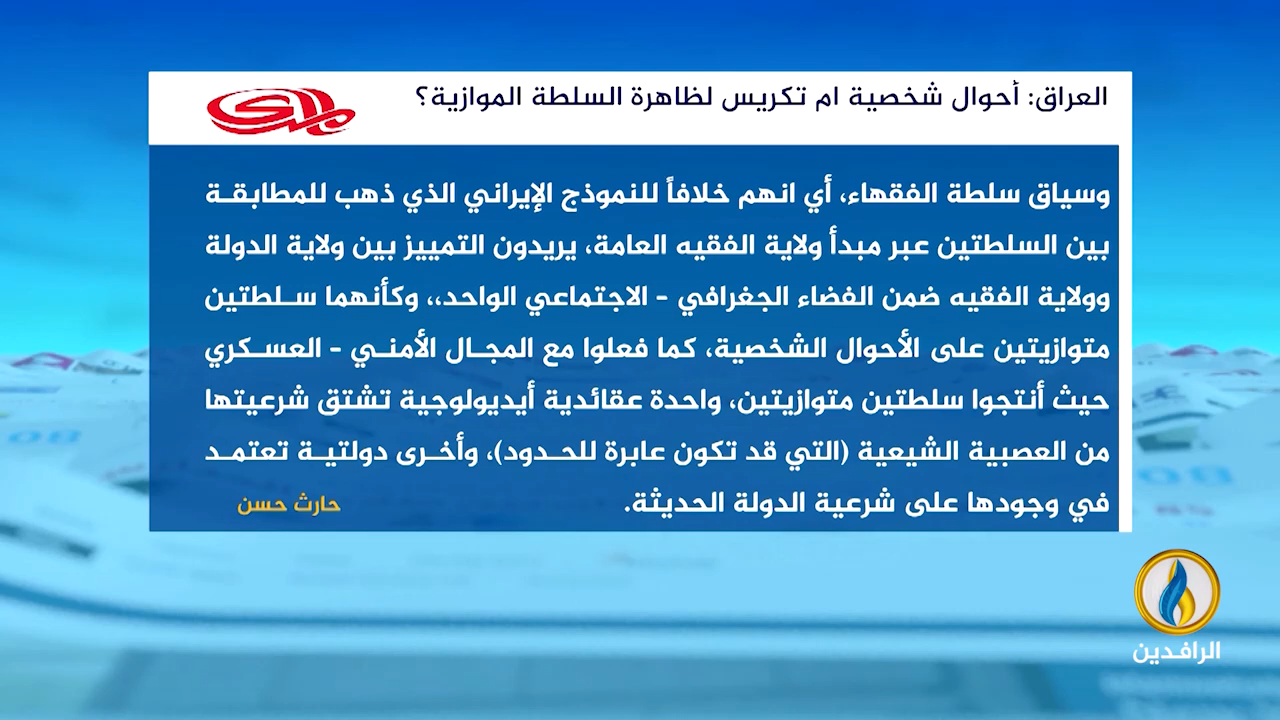 العراق: أحوال شخصية ام تكريس لظاهرة السلطة الموازية؟
وسياق سلطة الفقهاء، أي انهم خلافاً للنموذج الإيراني الذي ذهب للمطابقة
بين السلطتين عبر مبدأ ولاية الفقيه العامة، يريدون التمييز بين ولاية الدولة
وولاية الفقيه ضمن الفضاء الجغرافي - الاجتماعي الواحد،، وكأنهما سلطتين
متوازيتين على الأحوال الشخصية، كما فعلوا مع المجال الأمني - العسكري
حيث أنتجوا سلطتين متوازيتين، واحدة عقائدية أيديولوجية تشتق شرعيتها
من العصبية الشيعية (التي قد تكون عابرة للحدود)، وأخرى دولتية تعتمد
في وجودها على شرعية الدولة الحديثة.
حارث حسن
الرافدين